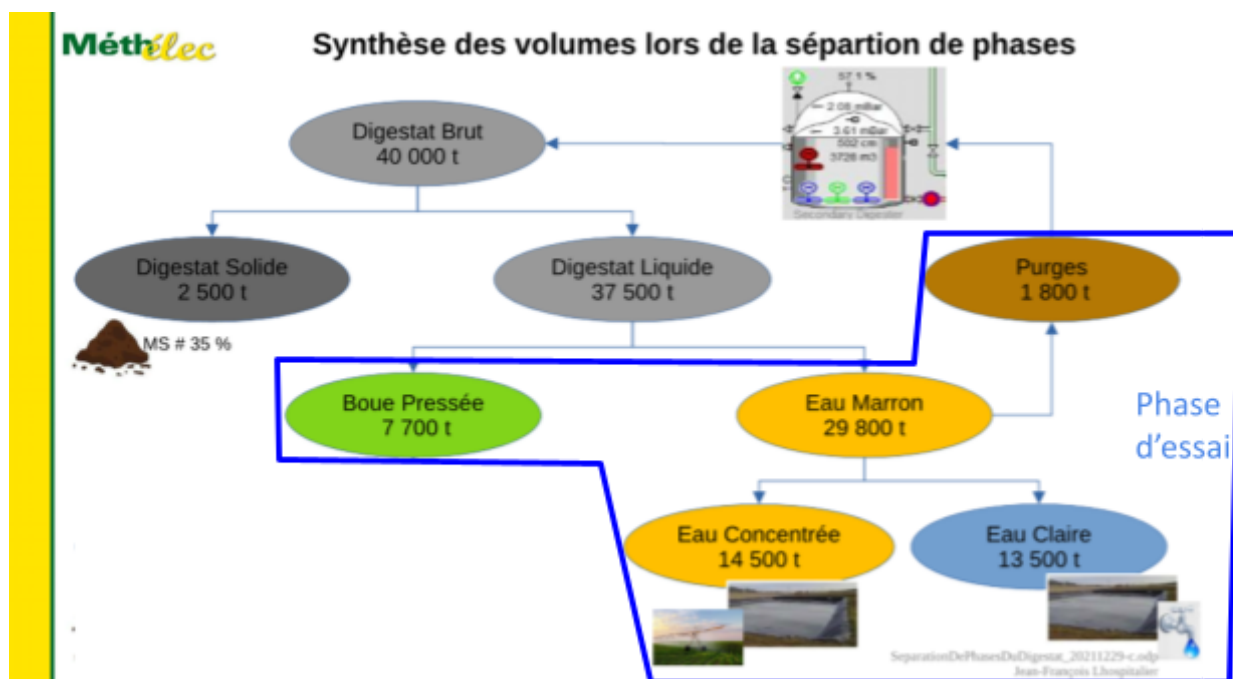 Méthélec
Synthèse des volumes lors de la sépartion de phases
57.1 %
2.08 mBar
3.61 mBar
502 cm
3728 m3
Secondary Digester
Digestat Brut
40 000 t
Digestat Solide
2 500 t
Digestat Liquide
37 500 t
Purges
1 800 t
MS # 35 %
Boue Pressée
7 700 t
Eau Marron
29 800 t
Phase
d'essai
Eau Concentrée
14 500 t
Eau Claire
13 500 t
SeparationDePhasesDuDigestat_20211229-c.odp
Jean-François Lhospitalier